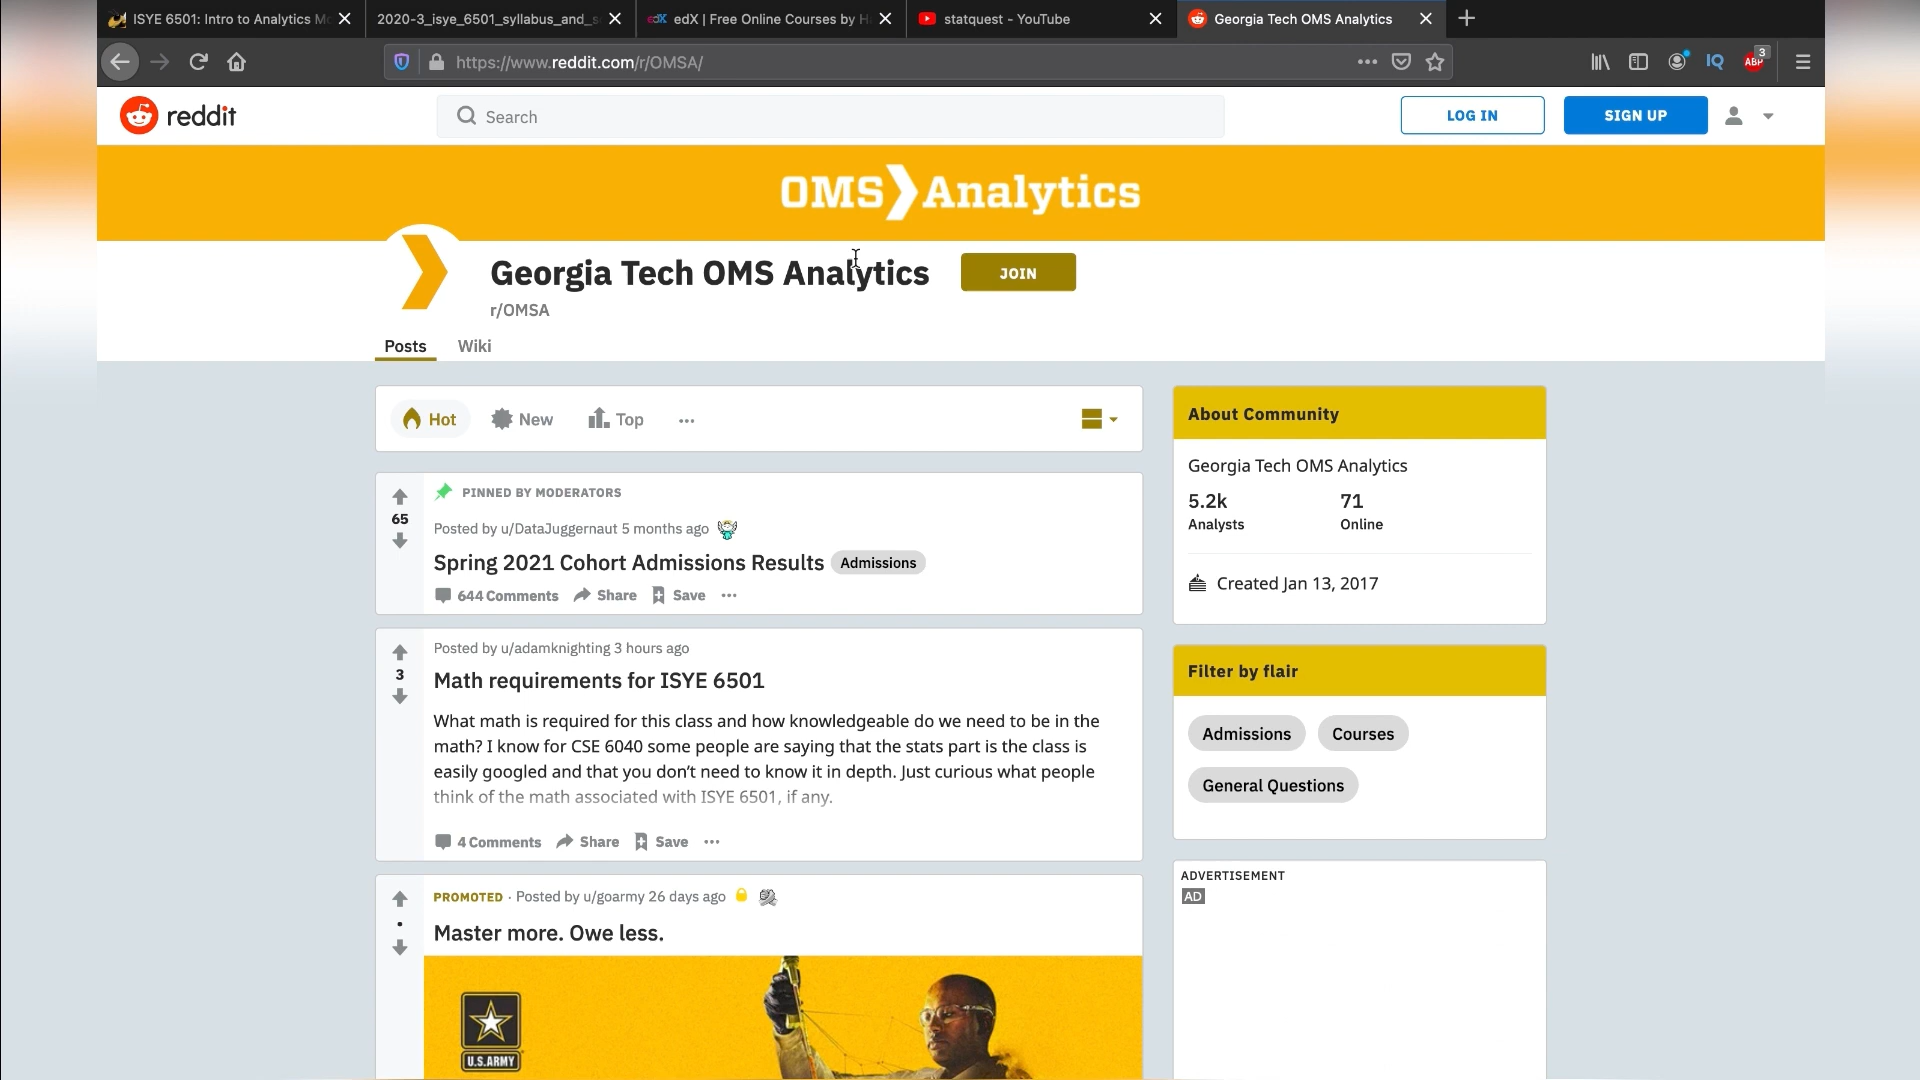 ISYE 6501: Intro to Analytics M
2020-3_isye_6501_syllabus_and_s
edX | Free Online Courses by H
statquest - YouTube
Georgia Tech OMS Analytics
https://www.reddit.com/r/OMSA/
IQ
ABP
3
reddit
Search
LOG IN
SIGN UP
OMS Analytics
Georgia Tech OMS Analytics
JOIN
r/OMSA
Posts
Wiki
Hot
New
Top
65
PINNED BY MODERATORS
Posted by u/DataJuggernaut 5 months ago
Spring 2021 Cohort Admissions Results
Admissions
644 Comments
Share
Save
3
Posted by u/adamknighting 3 hours ago
Math requirements for ISYE 6501
What math is required for this class and how knowledgeable do we need to be in the
math? I know for CSE 6040 some people are saying that the stats part is the class is
easily googled and that you don't need to know it in depth. Just curious what people
think of the math associated with ISYE 6501, if any.
4 Comments
Share
Save
PROMOTED · Posted by u/goarmy 26 days ago
Master more. Owe less.
U.S.ARMY
About Community
Georgia Tech OMS Analytics
5.2k
71
Analysts
Online
Created Jan 13, 2017
Filter by flair
Admissions
Courses
General Questions
ADVERTISEMENT
AD